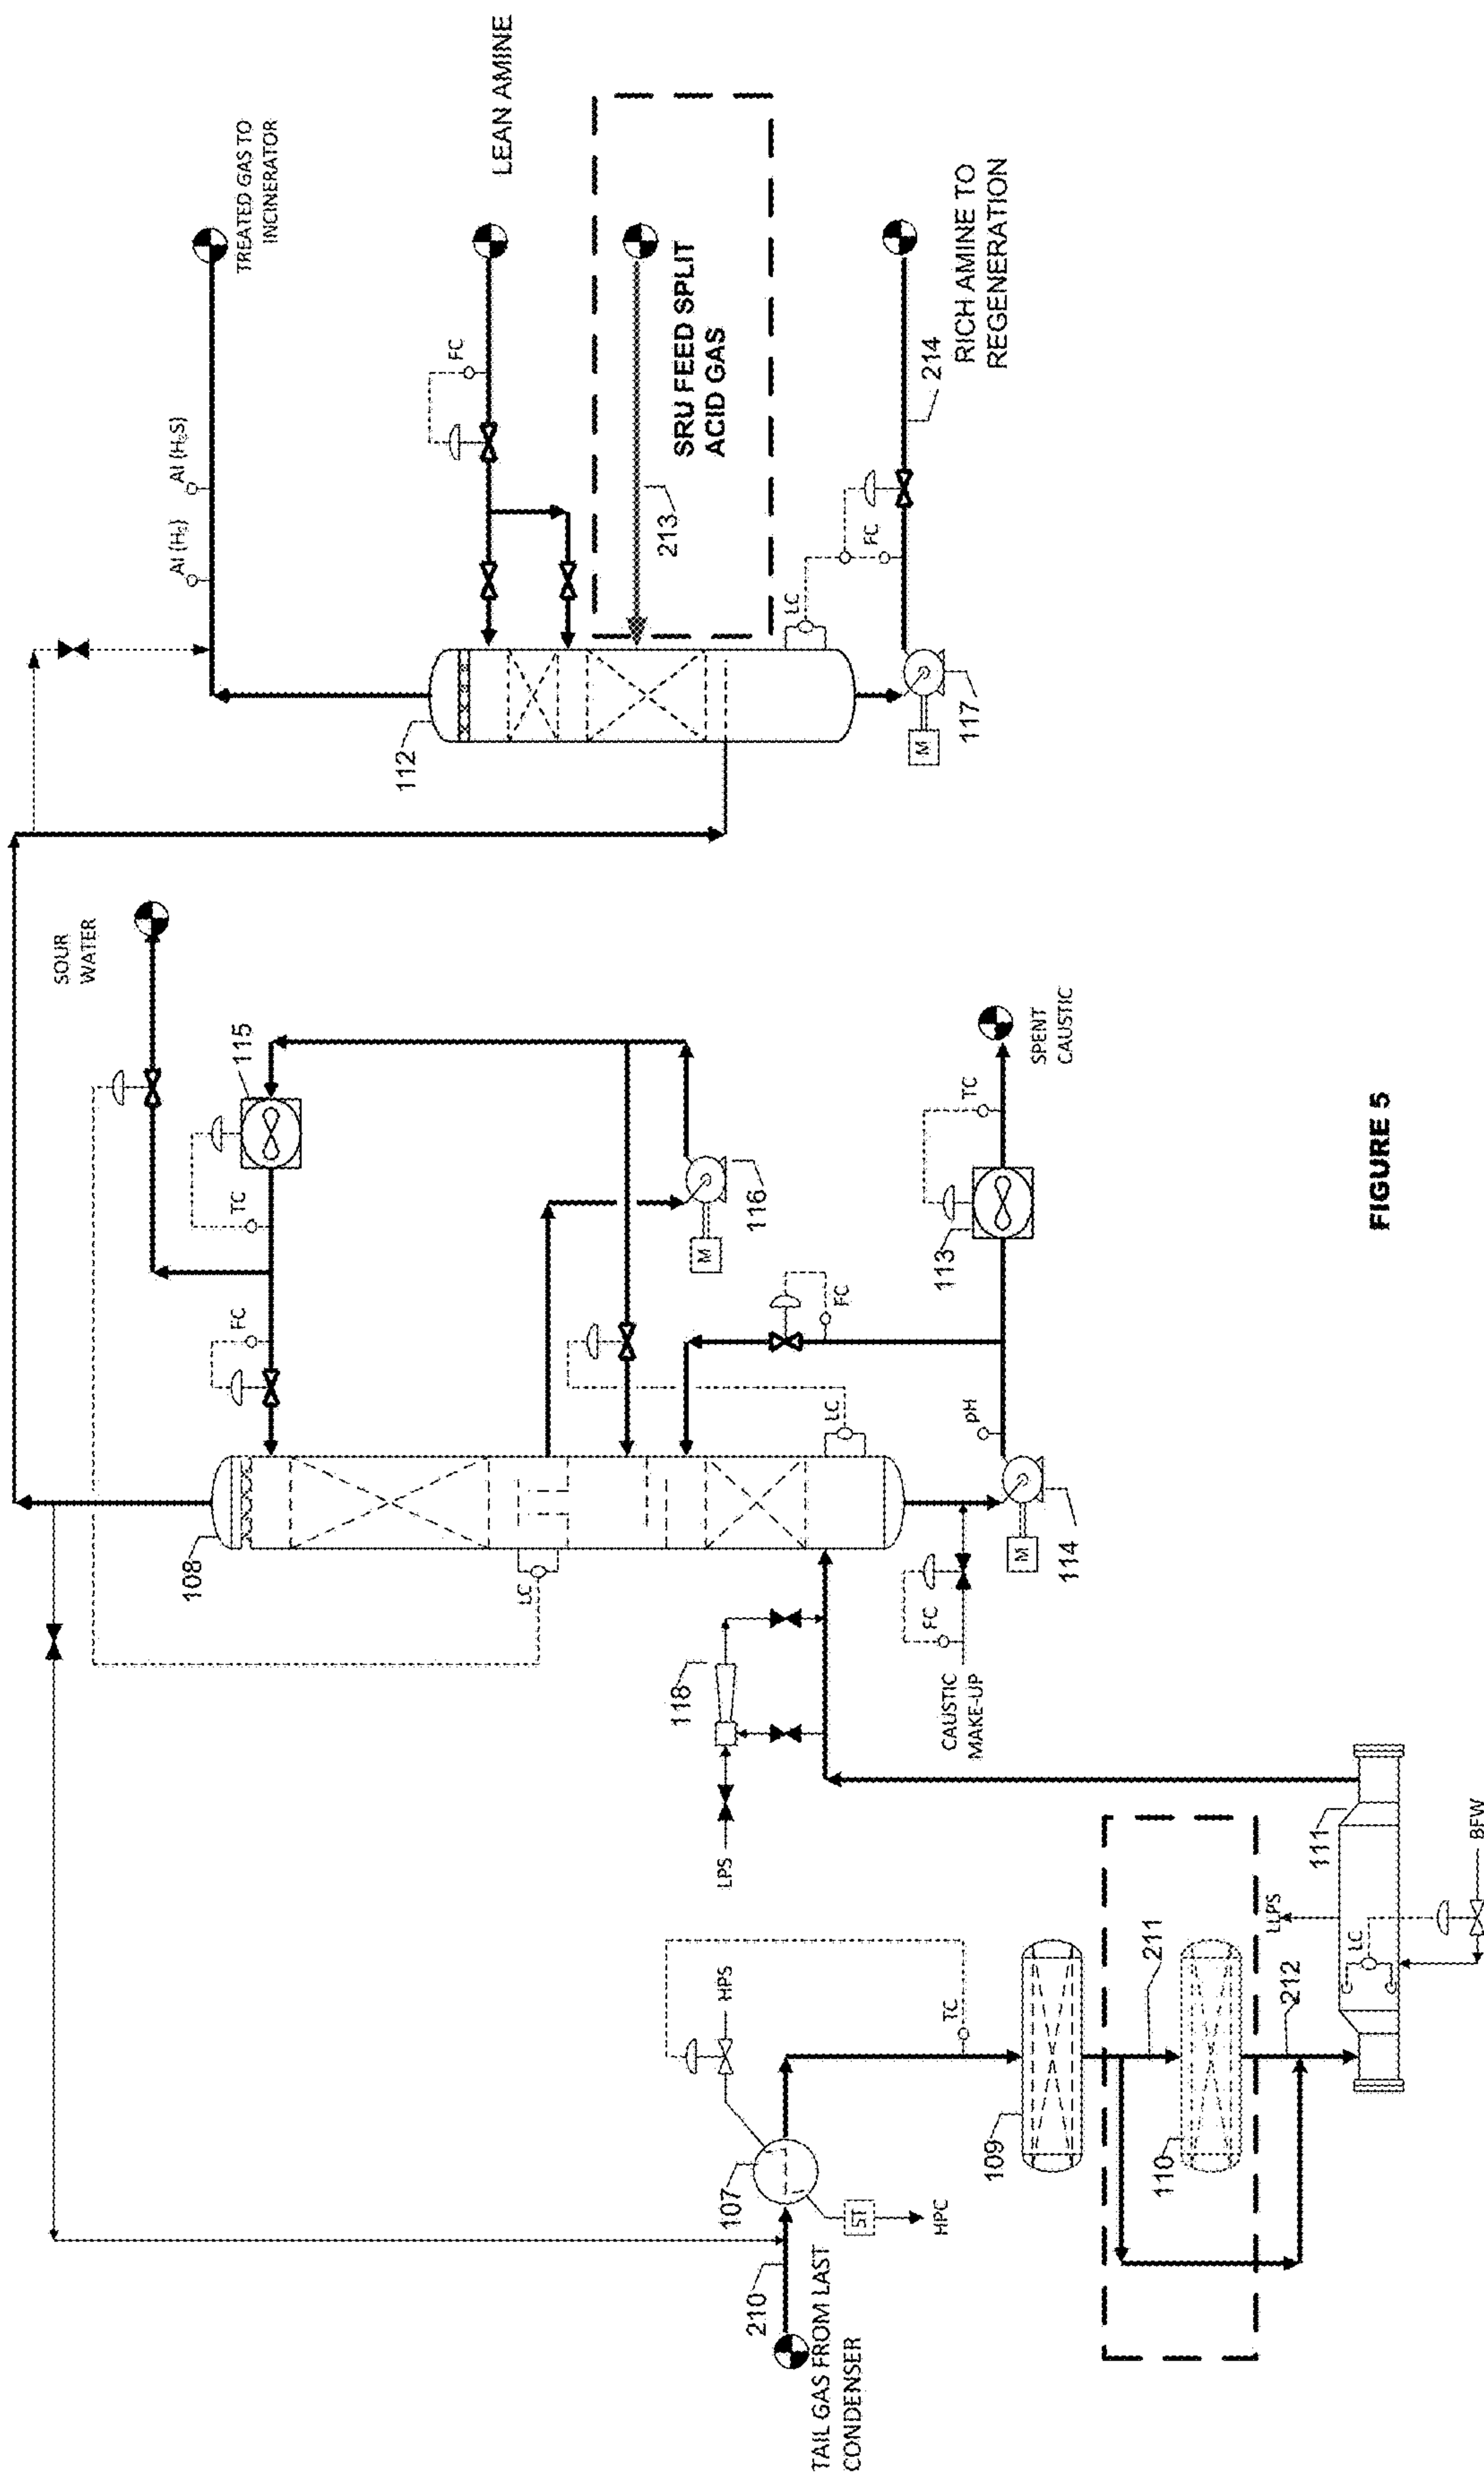 TREATED GAS TO
INCINERATOR
AI (H₂)
AI (H₂S)
LEAN AMINE
FC
SRU FEED SPLIT
ACID GAS
213
LC
FC
214
RICH AMINE TO
REGENERATION
112
M
117
SOUR
WATER
115
TC
FC
108
LC
M
116
FC
LC
pH
113
TC
SPENT
CAUSTIC
M
114
FC
CAUSTIC
MAKE-UP
118
LPS
HPS
TC
107
ST
HPC
210
TAIL GAS FROM LAST
CONDENSER
109
211
110
212
LLPS
111
LC
BFW
FIGURE 5